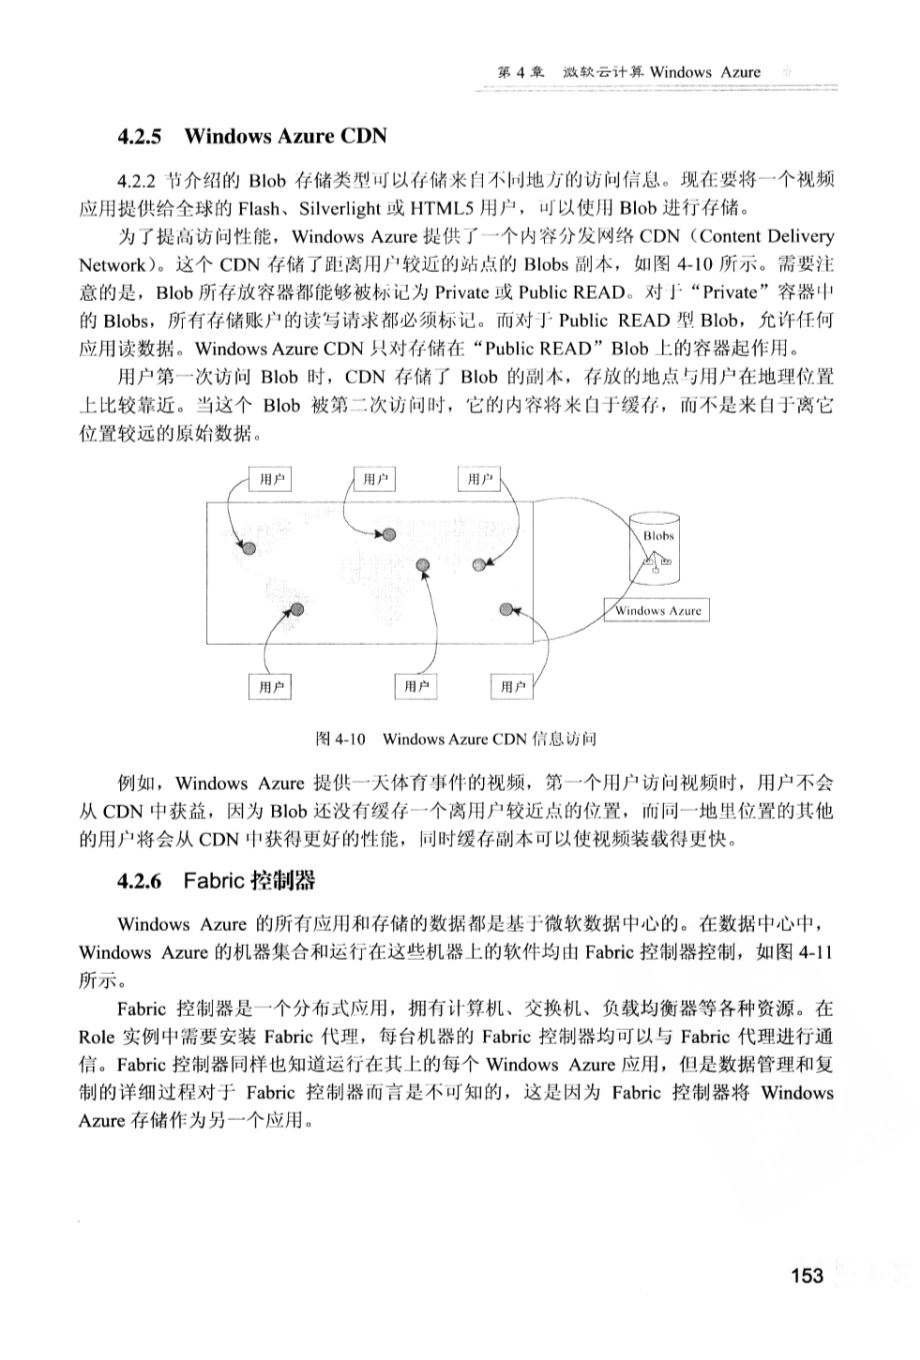 第 4 章 微软云计算 Windows Azure
4.2.5 Windows Azure CDN
4.2.2 节介绍的 Blob 存储类型可以存储来自不同地方的访问信息。现在要将一个视频
应用提供给全球的 Flash、Silverlight 或 HTML5 用户，可以使用 Blob 进行存储。
为了提高访问性能，Windows Azure 提供了一个内容分发网络 CDN（Content Delivery
Network）。这个 CDN 存储了距离用户较近的站点的 Blobs 副本，如图 4-10 所示。需要注
意的是，Blob 所存放容器都能够被标记为 Private 或 Public READ。对于“Private”容器中
的 Blobs，所有存储账户的读写请求都必须标记。而对于 Public READ 型 Blob，允许任何
应用读数据。Windows Azure CDN 只对存储在“Public READ”Blob 上的容器起作用。
用户第一次访问 Blob 时，CDN 存储了 Blob 的副本，存放的地点与用户在地理位置
上比较靠近。当这个 Blob 被第二次访问时，它的内容将来自于缓存，而不是来自于离它
位置较远的原始数据。
用户 用户 用户
Blobs
Windows Azure
用户 用户 用户
图 4-10 Windows Azure CDN 信息访问
例如，Windows Azure 提供一天体育事件的视频，第一个用户访问视频时，用户不会
从 CDN 中获益，因为 Blob 还没有缓存一个离用户较近点的位置，而同一地里位置的其他
的用户将会从 CDN 中获得更好的性能，同时缓存副本可以使视频装载得更快。
4.2.6 Fabric 控制器
Windows Azure 的所有应用和存储的数据都是基于微软数据中心的。在数据中心中，
Windows Azure 的机器集合和运行在这些机器上的软件均由 Fabric 控制器控制，如图 4-11
所示。
Fabric 控制器是一个分布式应用，拥有计算机、交换机、负载均衡器等各种资源。在
Role 实例中需要安装 Fabric 代理，每台机器的 Fabric 控制器均可以与 Fabric 代理进行通
信。Fabric 控制器同样也知道运行在其上的每个 Windows Azure 应用，但是数据管理和复
制的详细过程对于 Fabric 控制器而言是不可知的，这是因为 Fabric 控制器将 Windows
Azure 存储作为另一个应用。
153